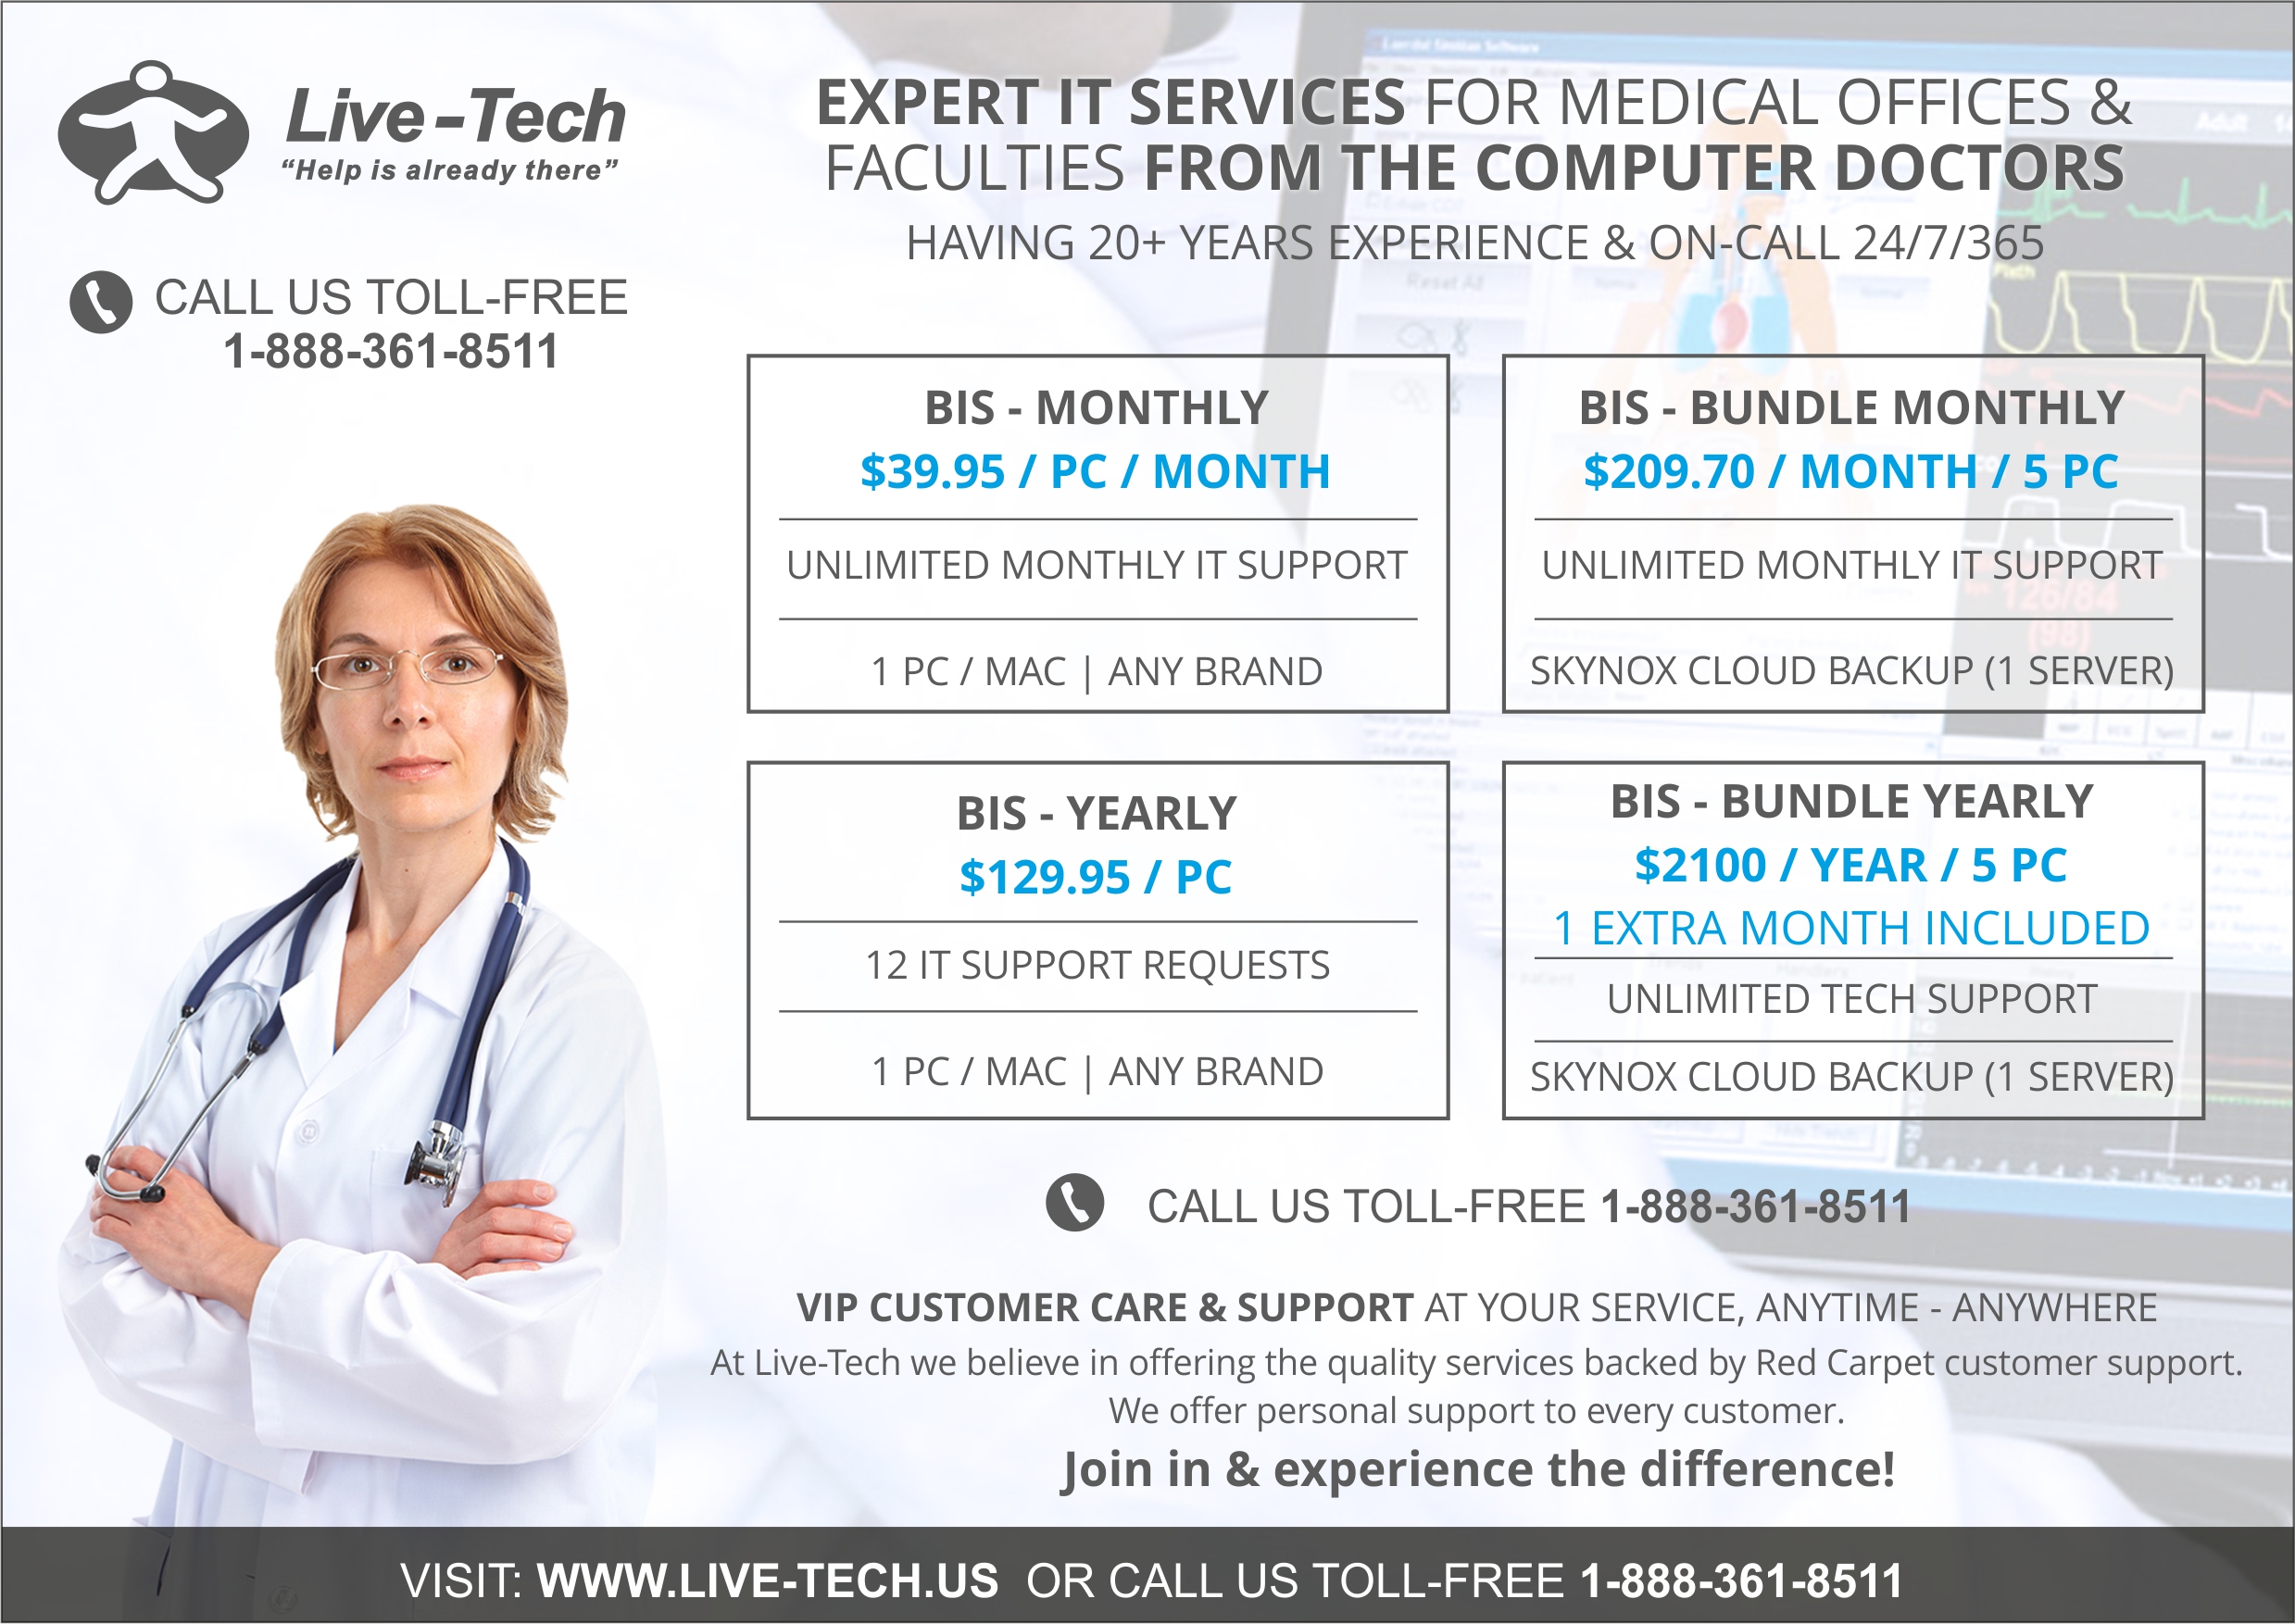 Live-Tech
“Help is already there”
CALL US TOLL-FREE
1-888-361-8511
EXPERT IT SERVICES FOR MEDICAL OFFICES &
FACULTIES FROM THE COMPUTER DOCTORS
HAVING 20+ YEARS EXPERIENCE & ON-CALL 24/7/365
BIS - MONTHLY
$39.95 / PC / MONTH
UNLIMITED MONTHLY IT SUPPORT
1 PC / MAC | ANY BRAND
BIS - BUNDLE MONTHLY
$209.70 / MONTH / 5 PC
UNLIMITED MONTHLY IT SUPPORT
SKYNOX CLOUD BACKUP (1 SERVER)
BIS - YEARLY
$129.95 / PC
12 IT SUPPORT REQUESTS
1 PC / MAC | ANY BRAND
BIS - BUNDLE YEARLY
$2100 / YEAR / 5 PC
1 EXTRA MONTH INCLUDED
UNLIMITED TECH SUPPORT
SKYNOX CLOUD BACKUP (1 SERVER)
CALL US TOLL-FREE 1-888-361-8511
VIP CUSTOMER CARE & SUPPORT AT YOUR SERVICE, ANYTIME - ANYWHERE
At Live-Tech we believe in offering the quality services backed by Red Carpet customer support.
We offer personal support to every customer.
Join in & experience the difference!
VISIT: WWW.LIVE-TECH.US OR CALL US TOLL-FREE 1-888-361-8511
Adult
Reset All
126/84
(98)